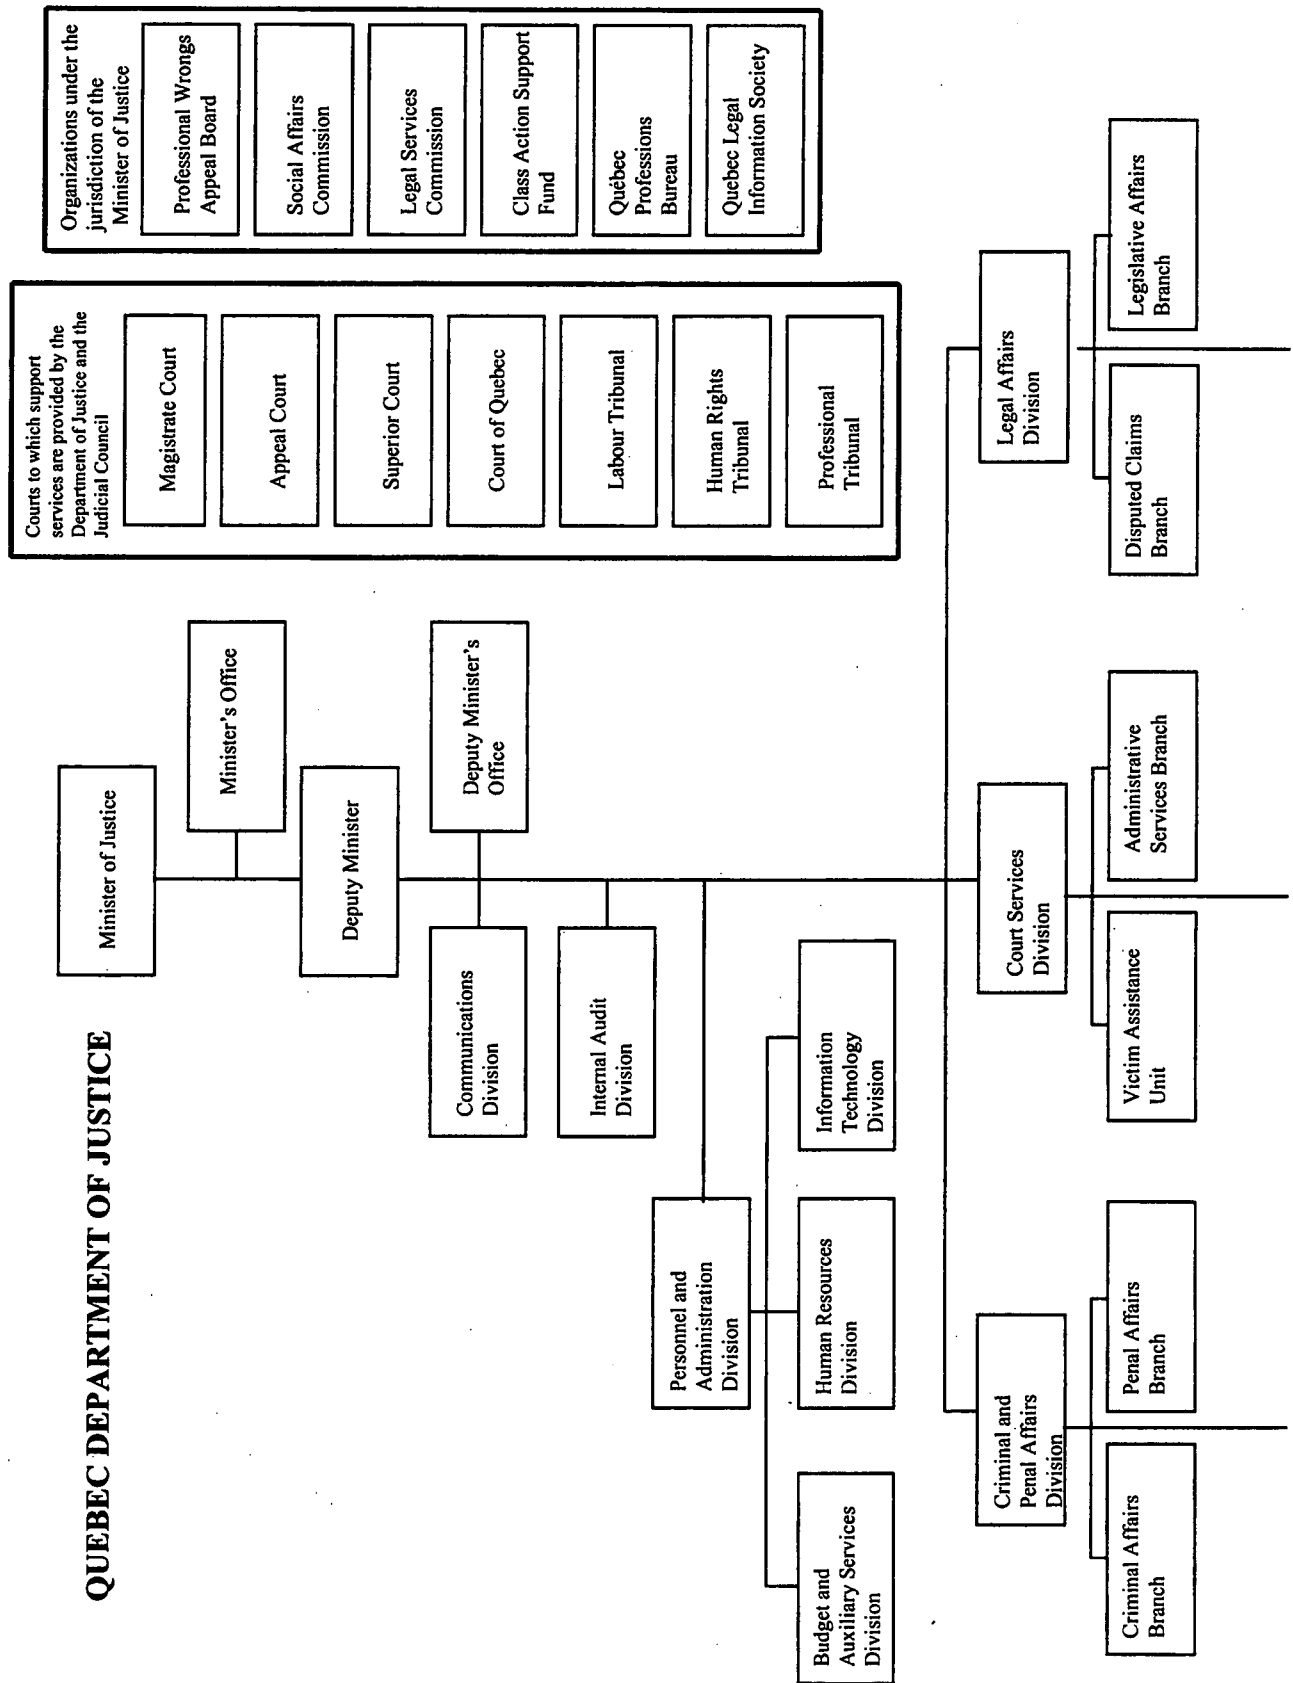 QUEBEC DEPARTMENT OF JUSTICE
Minister of Justice
Minister's Office
Deputy Minister
Communications
Division
Deputy Minister's
Office
Internal Audit
Division
Personnel and
Administration
Division
Budget and
Auxiliary Services
Division
Human Resources
Division
Information
Technology
Division
Criminal and
Penal Affairs
Division
Criminal Affairs
Branch
Penal Affairs
Branch
Court Services
Division
Victim Assistance
Unit
Administrative
Services Branch
Legal Affairs
Division
Disputed Claims
Branch
Legislative Affairs
Branch
Courts to which support
services are provided by the
Department of Justice and the
Judicial Council
Magistrate Court
Appeal Court
Superior Court
Court of Quebec
Labour Tribunal
Human Rights
Tribunal
Professional
Tribunal
Organizations under the
jurisdiction of the
Minister of Justice
Professional Wrongs
Appeal Board
Social Affairs
Commission
Legal Services
Commission
Class Action Support
Fund
Québec
Professions
Bureau
Quebec Legal
Information Society